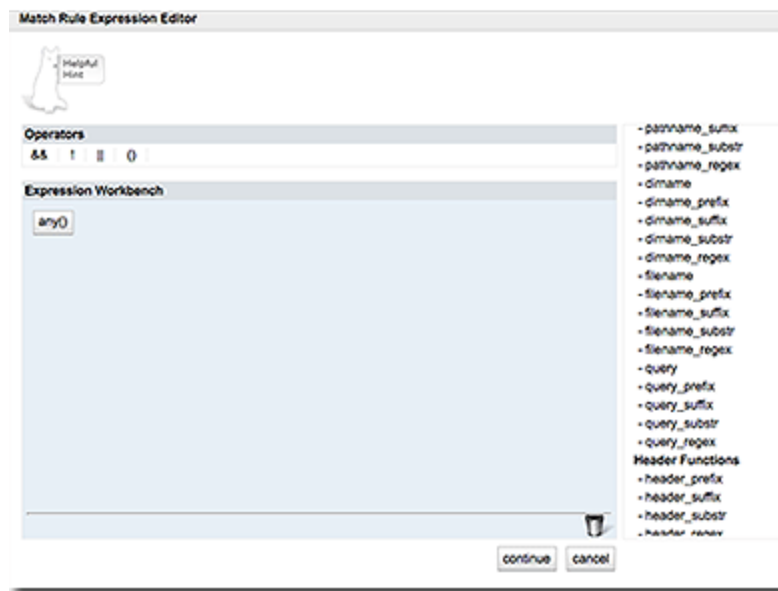 Match Rule Expression Editor
Helpful
Hint
Operators
&& ! || ()
Expression Workbench
any()
- pathname_suffix
- pathname_substr
- pathname_regex
- dirname
- dirname_prefix
- dirname_suffix
- dirname_substr
- dirname_regex
- filename
- filename_prefix
- filename_suffix
- filename_substr
- filename_regex
- query
- query_prefix
- query_suffix
- query_substr
- query_regex
Header Functions
- header_prefix
- header_suffix
- header_substr
- header_regex
continue cancel